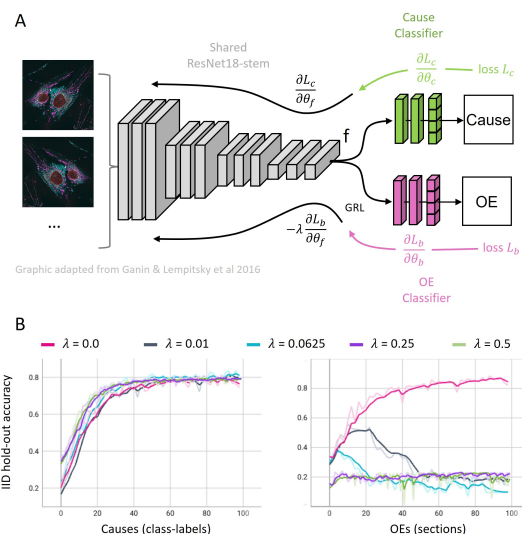 A
Cause
Classifier
Shared
ResNet18-stem
∂L_c
∂θ_f
∂L_c
∂θ_c
loss L_c
f
Cause
...
GRL
OE
-λ ∂L_b
∂θ_f
∂L_b
∂θ_b
loss L_b
Graphic adapted from Ganin & Lempitsky et al 2016
OE
Classifier
B
λ = 0.0
λ = 0.01
λ = 0.0625
λ = 0.25
λ = 0.5
IID hold-out accuracy
0.8
0.6
0.4
0.2
0 20 40 60 80 100
Causes (class-labels)
0.8
0.6
0.4
0.2
0 20 40 60 80 100
OEs (sections)